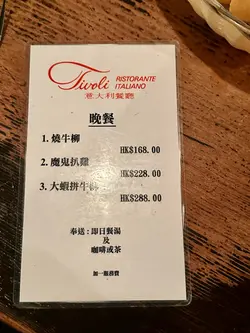 Tivoli RISTORANTE
ITALIANO
意大利餐廳
晚餐
1. 燒牛柳
HK$168.00
2. 魔鬼扒雞
HK$228.00
3. 大蝦拼牛
HK$288.00
奉送:即日餐湯
及
咖啡或茶
加一服務費